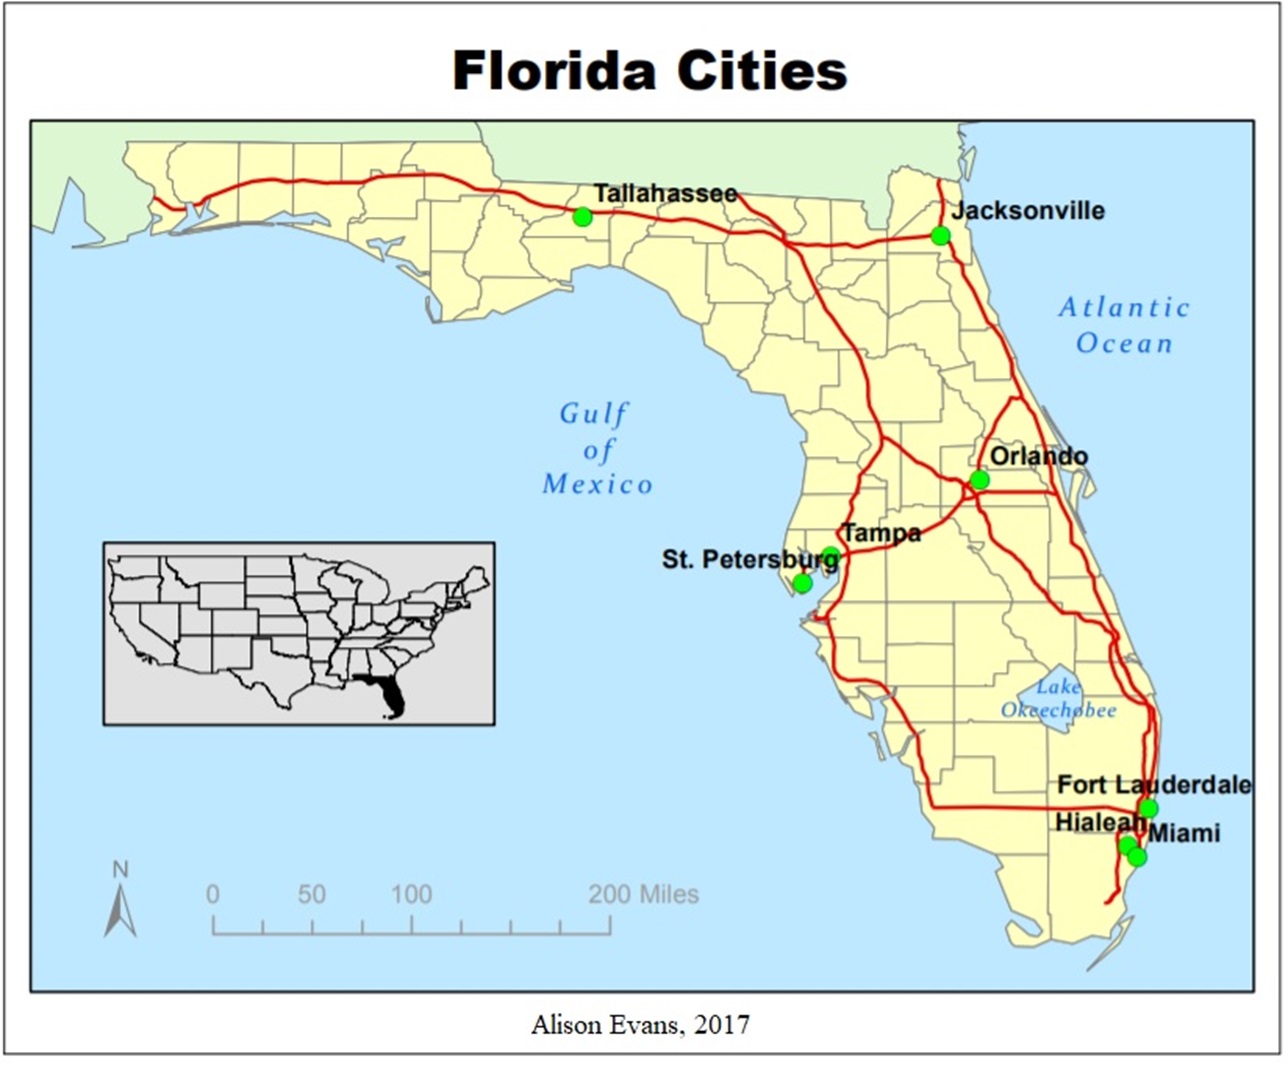 Florida Cities
Tallahassee
Jacksonville
Atlantic
Ocean
Gulf
of
Mexico
Orlando
Tampa
St. Petersburg
Lake
Okeechobee
Fort Lauderdale
Hialeah
Miami
N
0 50 100 200 Miles
Alison Evans, 2017